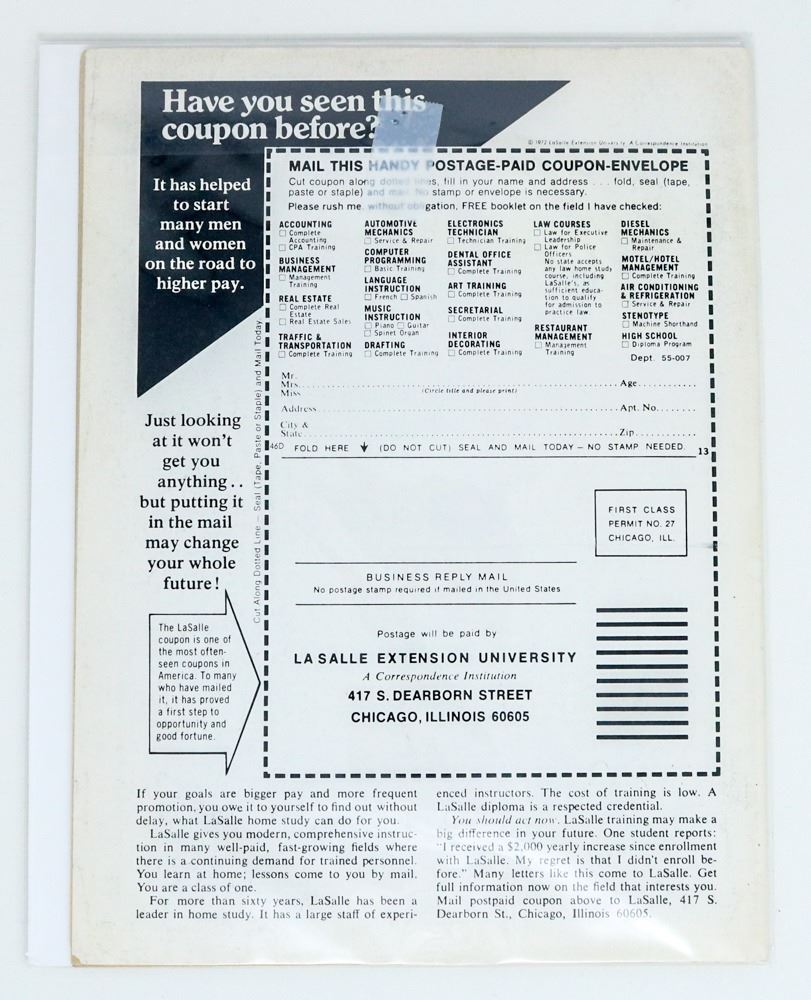 Have you seen this
coupon before?
© 1972 LaSalle Extension University, A Correspondence Institution
It has helped
to start
many men
and women
on the road to
higher pay.
MAIL THIS HANDY POSTAGE-PAID COUPON-ENVELOPE
Cut coupon along dotted lines, fill in your name and address . . . fold, seal (tape,
paste or staple) and mail. No stamp or envelope is necessary.
Please rush me, without obligation, FREE booklet on the field I have checked:
ACCOUNTING
Complete
Accounting
CPA Training
BUSINESS
MANAGEMENT
Management
Training
REAL ESTATE
Complete Real
Estate
Real Estate Sales
TRAFFIC &
TRANSPORTATION
Complete Training
AUTOMOTIVE
MECHANICS
Service & Repair
COMPUTER
PROGRAMMING
Basic Training
LANGUAGE
INSTRUCTION
French Spanish
MUSIC
INSTRUCTION
Piano Guitar
Spinet Organ
DRAFTING
Complete Training
ELECTRONICS
TECHNICIAN
Technician Training
DENTAL OFFICE
ASSISTANT
Complete Training
ART TRAINING
Complete Training
SECRETARIAL
Complete Training
INTERIOR
DECORATING
Complete Training
LAW COURSES
Law for Executive
Leadership
Law for Police
Officers
No state accepts
any law home study
course, including
LaSalle's, as
sufficient educa-
tion to qualify
for admission to
practice law
RESTAURANT
MANAGEMENT
Management
Training
DIESEL
MECHANICS
Maintenance &
Repair
MOTEL/HOTEL
MANAGEMENT
Complete Training
AIR CONDITIONING
& REFRIGERATION
Service & Repair
STENOTYPE
Machine Shorthand
HIGH SCHOOL
Diploma Program
Dept. 55-007
Mr.
Mrs. Age
Miss (Circle title and please print)
Address Apt. No.
City &
State Zip
46D FOLD HERE (DO NOT CUT) SEAL AND MAIL TODAY – NO STAMP NEEDED. 13
Cut Along Dotted Line — Seal (Tape, Paste or Staple) and Mail Today
Just looking
at it won't
get you
anything . .
but putting it
in the mail
may change
your whole
future!
The LaSalle
coupon is one of
the most often-
seen coupons in
America. To many
who have mailed
it, it has proved
a first step to
opportunity and
good fortune.
FIRST CLASS
PERMIT NO. 27
CHICAGO, ILL.
BUSINESS REPLY MAIL
No postage stamp required if mailed in the United States
Postage will be paid by
LA SALLE EXTENSION UNIVERSITY
A Correspondence Institution
417 S. DEARBORN STREET
CHICAGO, ILLINOIS 60605
If your goals are bigger pay and more frequent
promotion, you owe it to yourself to find out without
delay, what LaSalle home study can do for you.
LaSalle gives you modern, comprehensive instruc-
tion in many well-paid, fast-growing fields where
there is a continuing demand for trained personnel.
You learn at home; lessons come to you by mail.
You are a class of one.
For more than sixty years, LaSalle has been a
leader in home study. It has a large staff of experi-
enced instructors. The cost of training is low. A
LaSalle diploma is a respected credential.
You should act now. LaSalle training may make a
big difference in your future. One student reports:
"I received a $2,000 yearly increase since enrollment
with LaSalle. My regret is that I didn't enroll be-
fore." Many letters like this come to LaSalle. Get
full information now on the field that interests you.
Mail postpaid coupon above to LaSalle, 417 S.
Dearborn St., Chicago, Illinois 60605.